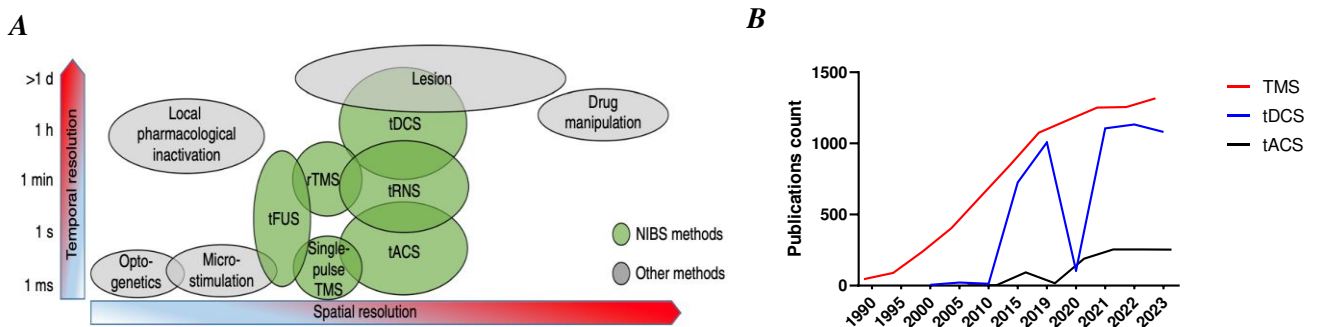 A
>1 d
1 h
1 min
1 s
1 ms
Temporal resolution
Lesion
Local
pharmacological
inactivation
Drug
manipulation
tDCS
rTMS
tRNS
tFUS
tACS
Single-
pulse
TMS
Opto-
genetics
Micro-
stimulation
NIBS methods
Other methods
Spatial resolution
B
Publications count
1500
1000
500
0
1990
1995
2000
2005
2010
2015
2019
2020
2021
2022
2023
TMS
tDCS
tACS